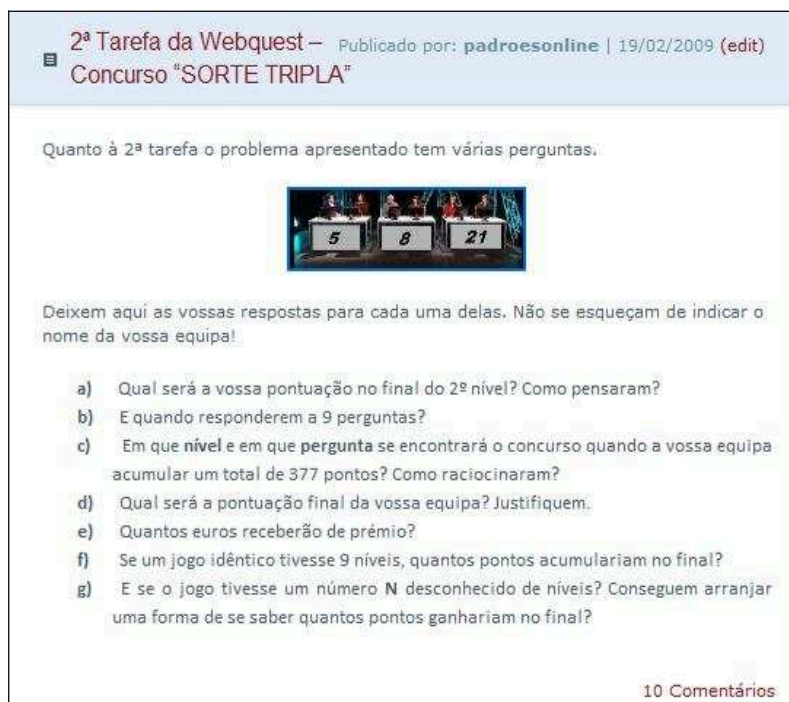 2ª Tarefa da Webquest – Publicado por: padroesonline | 19/02/2009 (edit)
Concurso “SORTE TRIPLA”
Quanto à 2ª tarefa o problema apresentado tem várias perguntas.
5 8 21
Deixem aqui as vossas respostas para cada uma delas. Não se esqueçam de indicar o
nome da vossa equipa!
a) Qual será a vossa pontuação no final do 2º nível? Como pensaram?
b) E quando responderem a 9 perguntas?
c) Em que nível e em que pergunta se encontrará o concurso quando a vossa equipa
acumular um total de 377 pontos? Como raciocinaram?
d) Qual será a pontuação final da vossa equipa? Justifiquem.
e) Quantos euros receberão de prémio?
f) Se um jogo idêntico tivesse 9 níveis, quantos pontos acumulariam no final?
g) E se o jogo tivesse um número N desconhecido de níveis? Conseguem arranjar
uma forma de se saber quantos pontos ganhariam no final?
10 Comentários